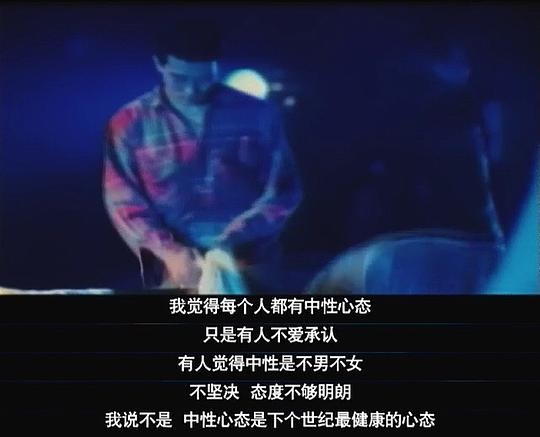 我觉得每个人都有中性心态
只是有人不爱承认
有人觉得中性是不男不女
不坚决 态度不够明朗
我说不是 中性心态是下个世纪最健康的心态